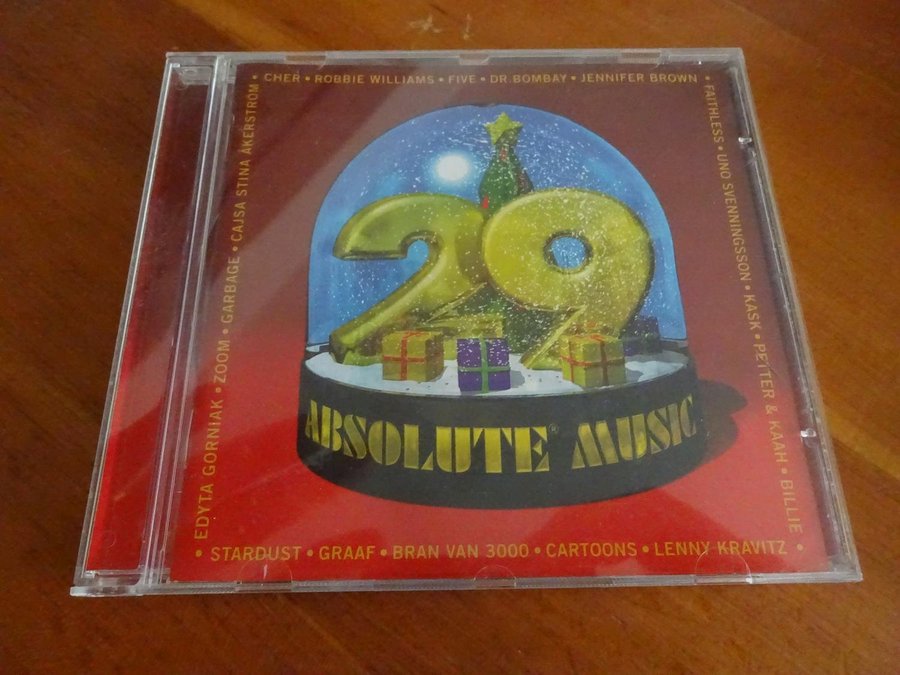 • CHER • ROBBIE WILLIAMS • FIVE • DR. BOMBAY • JENNIFER BROWN •
FAITHLESS • UNO SVENNINGSSON • KASK • PETTER & KAAH • BILLIE
• STARDUST • GRAAF • BRAN VAN 3000 • CARTOONS • LENNY KRAVITZ •
EDYTA GORNIAK • ZOOM • GARBAGE • CAJSA STINA ÅKERSTRÖM
29
ABSOLUTE® MUSIC